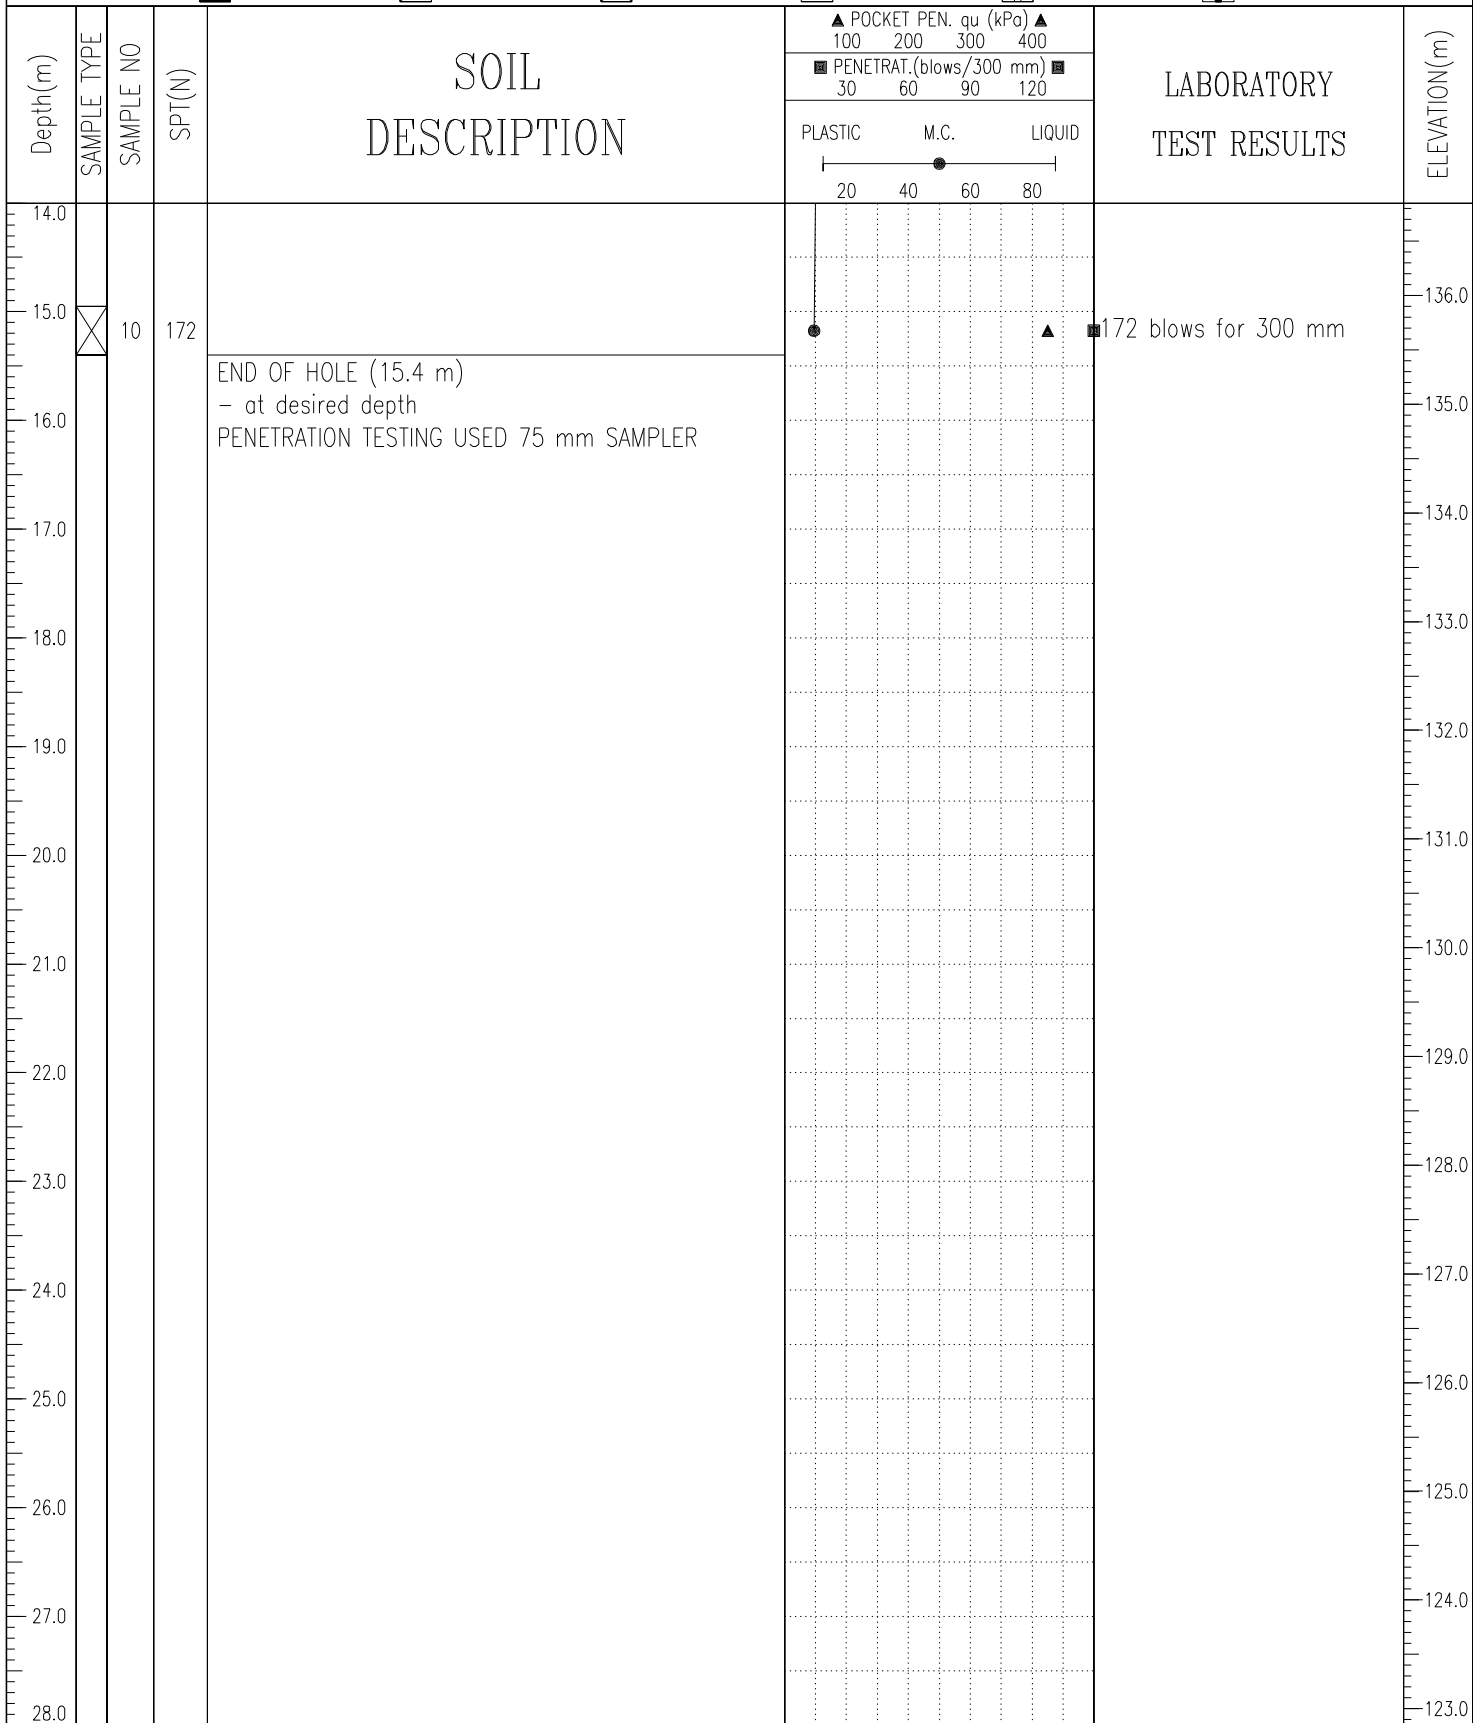 Depth(m)
SAMPLE TYPE
SAMPLE NO
SPT(N)
SOIL
DESCRIPTION
POCKET PEN. qu (kPa)
100 200 300 400
PENETRAT.(blows/300 mm)
30 60 90 120
PLASTIC M.C. LIQUID
20 40 60 80
LABORATORY
TEST RESULTS
ELEVATION(m)
14.0
136.0
15.0
10 172 172 blows for 300 mm
END OF HOLE (15.4 m)
– at desired depth
135.0
16.0
PENETRATION TESTING USED 75 mm SAMPLER
134.0
17.0
133.0
18.0
132.0
19.0
131.0
20.0
130.0
21.0
129.0
22.0
128.0
23.0
127.0
24.0
126.0
25.0
125.0
26.0
124.0
27.0
123.0
28.0